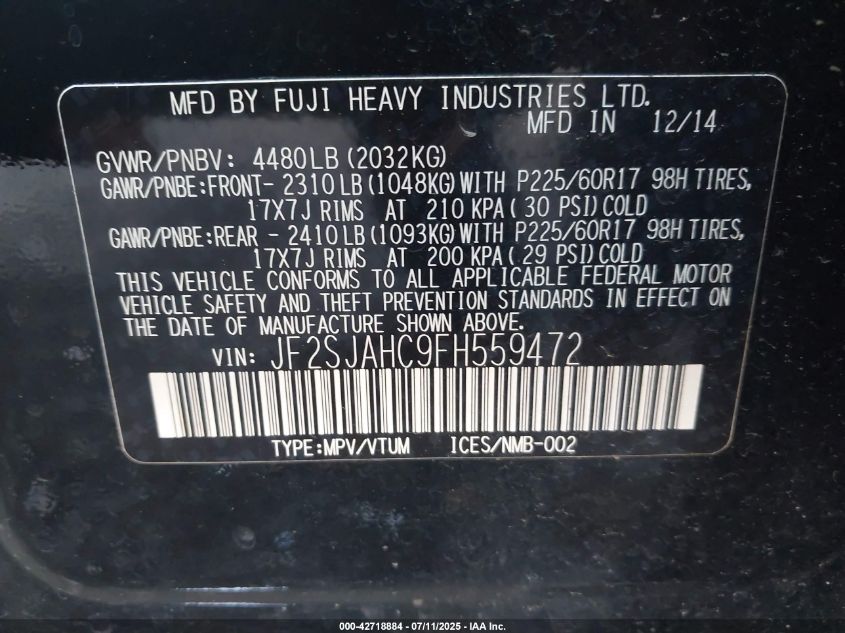 MFD BY FUJI HEAVY INDUSTRIES LTD.
MFD IN 12/14
GVWR/PNBV: 4480LB (2032KG)
GAWR/PNBE:FRONT- 2310LB (1048KG) WITH P225/60R17 98H TIRES,
17X7J RIMS AT 210 KPA( 30 PSI) COLD
GAWR/PNBE:REAR - 2410LB (1093KG) WITH P225/60R17 98H TIRES,
17X7J RIMS AT 200 KPA( 29 PSI) COLD
THIS VEHICLE CONFORMS TO ALL APPLICABLE FEDERAL MOTOR
VEHICLE SAFETY AND THEFT PREVENTION STANDARDS IN EFFECT ON
THE DATE OF MANUFACTURE SHOWN ABOVE.
VIN: JF2SJAHC9FH559472
TYPE:MPV/VTUM ICES/NMB-002
000-42718884 - 07/11/2025 - IAA Inc.